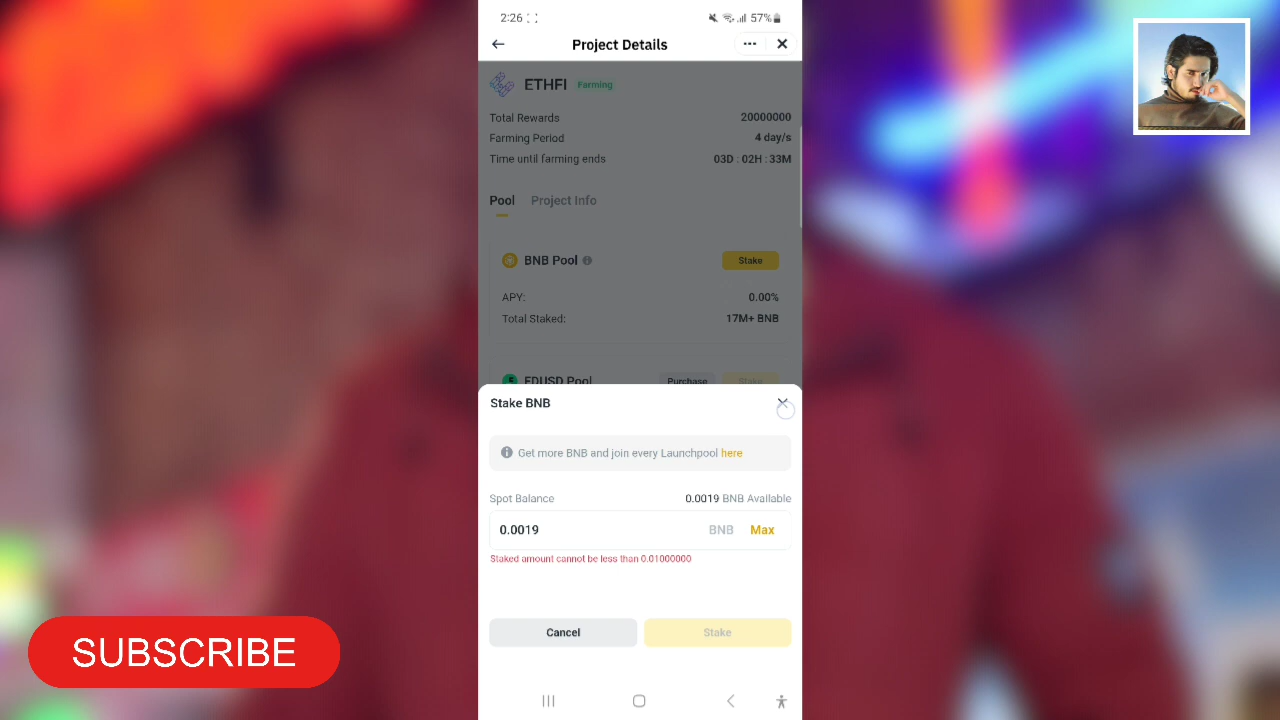 2:26
57%
Project Details
ETHFI Farming
Total Rewards 20000000
Farming Period 4 day/s
Time until farming ends 03D : 02H : 33M
Pool Project Info
BNB Pool Stake
APY: 0.00%
Total Staked: 17M+ BNB
FDUSD Pool Purchase Stake
Stake BNB
Get more BNB and join every Launchpool here
Spot Balance 0.0019 BNB Available
0.0019 BNB Max
Staked amount cannot be less than 0.01000000
Cancel Stake
SUBSCRIBE